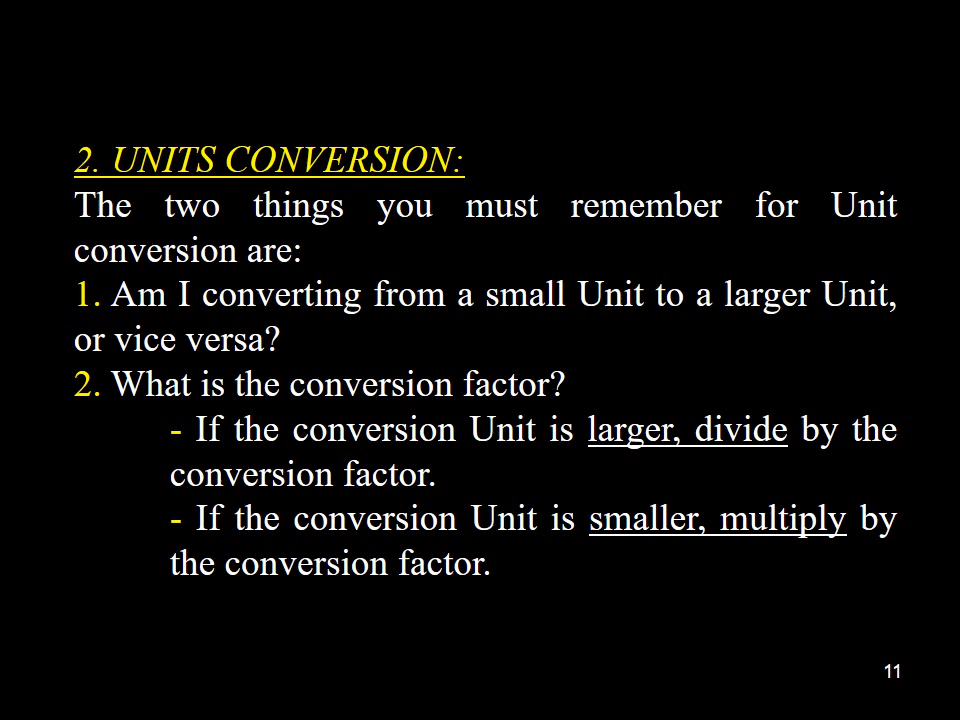 2. UNITS CONVERSION:
The two things you must remember for Unit
conversion are:
1. Am I converting from a small Unit to a larger Unit,
or vice versa?
2. What is the conversion factor?
- If the conversion Unit is larger, divide by the
conversion factor.
- If the conversion Unit is smaller, multiply by
the conversion factor.
11